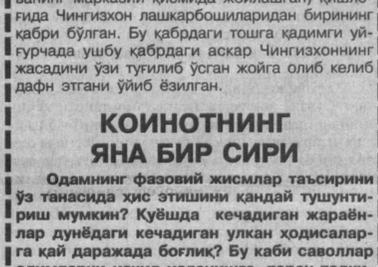 ғида Чингизхон лашкарбошиларидан бирининг
қабри бўлган. Бу қабрдаги тошга қадимги уй-
ғурчада ушбу қабрдаги аскар Чингизхоннинг
жасадини ўзи туғилиб ўсган жойга олиб келиб
дафн этгани ўйиб ёзилган.
КОИНОТНИНГ
ЯНА БИР СИРИ
Одамнинг фазовий жисмлар таъсирини
ўз танасида ҳис этишини қандай тушунти-
риш мумкин? Қуёшда кечадиган жараён-
лар дунёдаги кечадиган улкан ҳодисалар-
га қай даражада боғлиқ? Бу каби саволлар